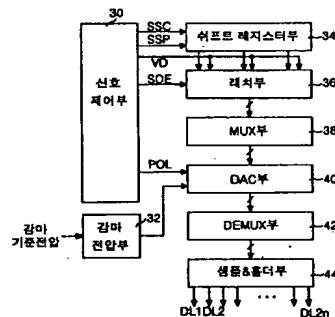 30
신호
제어부
SSC
SSP
VD
SOE
POL
쉬프트 레지스터부
34
래치부
36
MUX부
38
DAC부
40
감마
기준전압
감마
전압부
32
DEMUX부
42
샘플&홀더부
44
DL1 DL2 ... DL2n